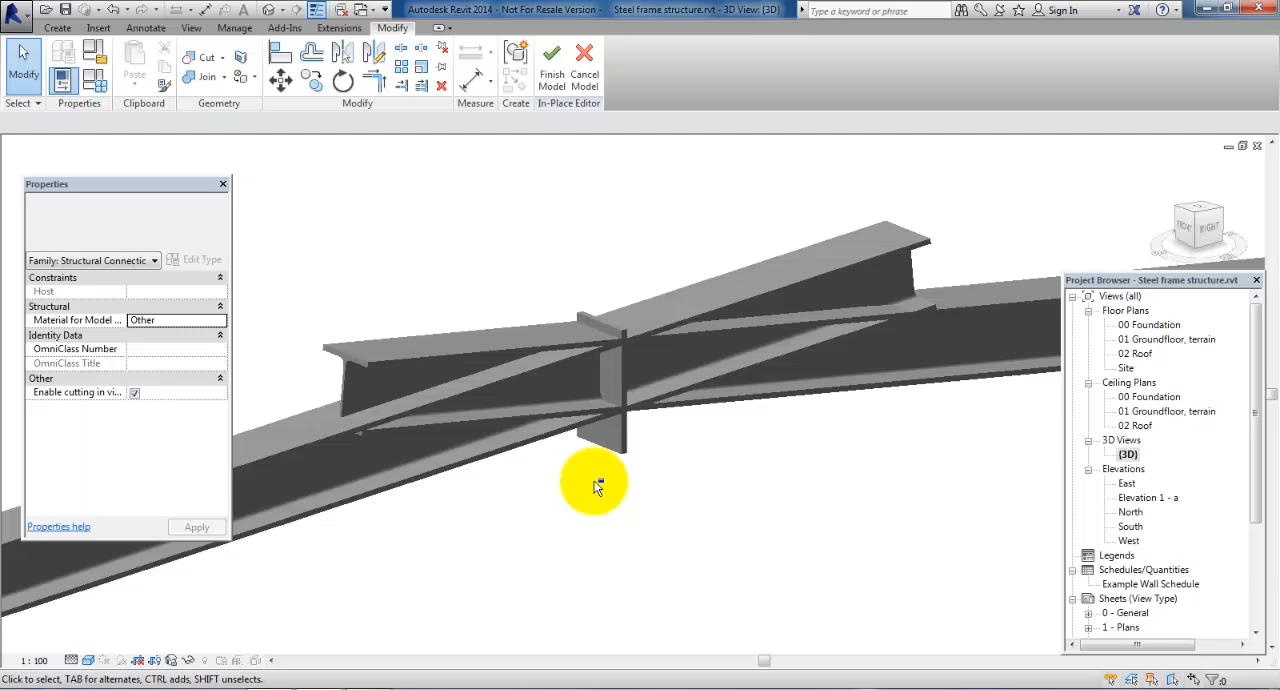 Autodesk Revit 2014 - Not For Resale Version -    Steel frame structure.rvt - 3D View: {3D}
Type a keyword or phrase
Sign In
Create Insert Annotate View Manage Add-Ins Extensions Modify
Modify
Paste
Cut
Join
Finish Model
Cancel Model
Select Properties Clipboard Geometry Modify Measure Create In-Place Editor
Properties
Family: Structural Connectic
Edit Type
Constraints
Host
Structural
Material for Model ... Other
Identity Data
OmniClass Number
OmniClass Title
Other
Enable cutting in vi...
Properties help
Apply
FRONT
RIGHT
Project Browser - Steel frame structure.rvt
Views (all)
Floor Plans
00 Foundation
01 Groundfloor, terrain
02 Roof
Site
Ceiling Plans
00 Foundation
01 Groundfloor, terrain
02 Roof
3D Views
{3D}
Elevations
East
Elevation 1 - a
North
South
West
Legends
Schedules/Quantities
Example Wall Schedule
Sheets (View Type)
0 - General
1 - Plans
1 : 100
Click to select, TAB for alternates, CTRL adds, SHIFT unselects.
:0